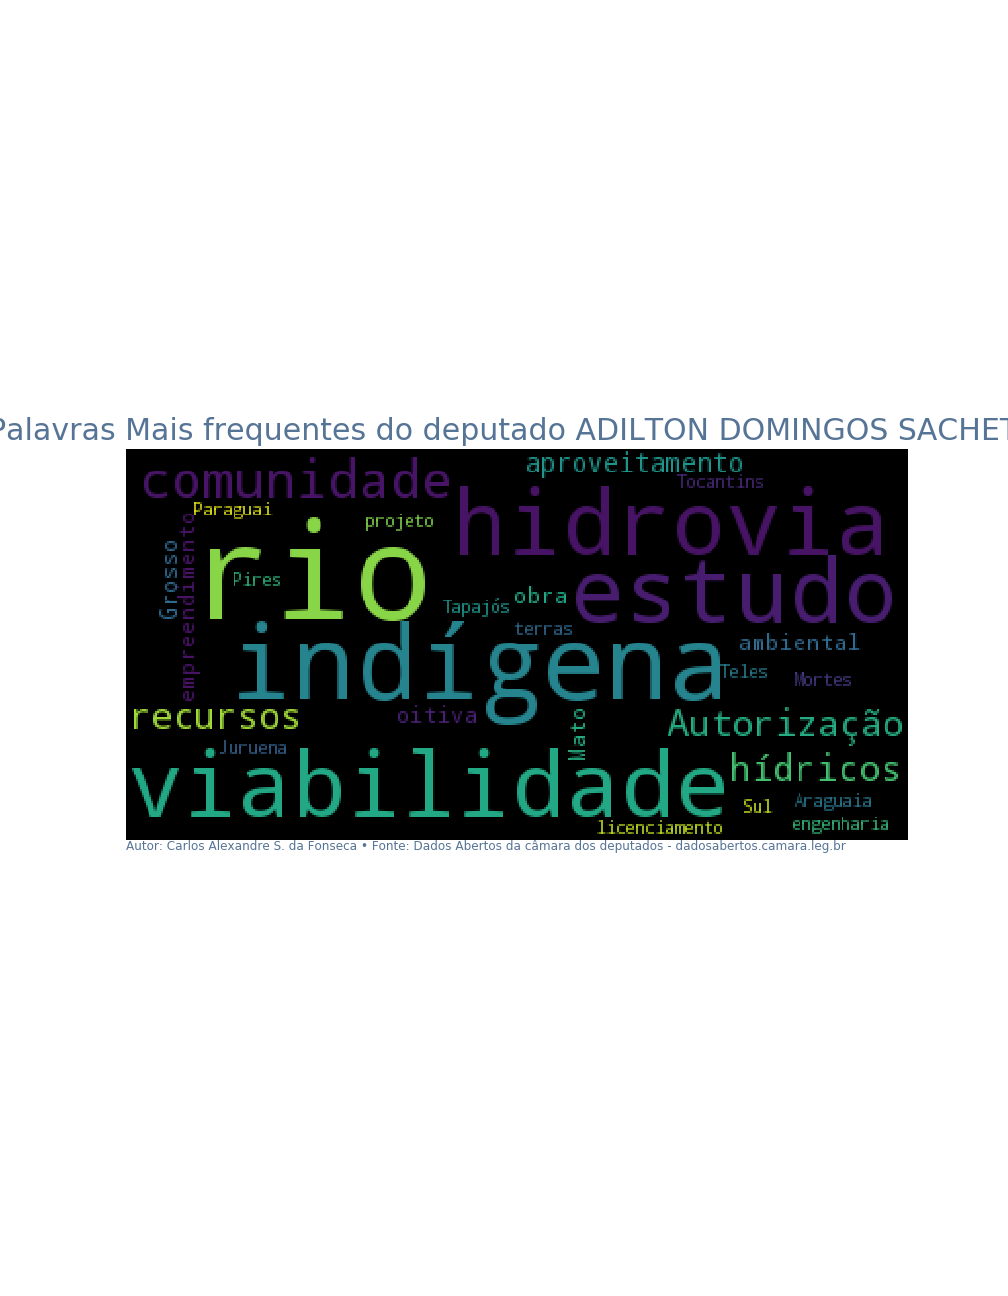 Palavras Mais frequentes do deputado ADILTON DOMINGOS SACHET
comunidade
aproveitamento
Tocantins
hidrovia
Paraguai
projeto
rio
estudo
Grosso
empreendimento
Pires
Tapajós
obra
terras
indígena
ambiental
Teles
Mortes
recursos
oitiva
Mato
Autorização
Juruena
viabilidade
hídricos
Sul
Araguaia
licenciamento
engenharia
Autor: Carlos Alexandre S. da Fonseca • Fonte: Dados Abertos da câmara dos deputados - dadosabertos.camara.leg.br